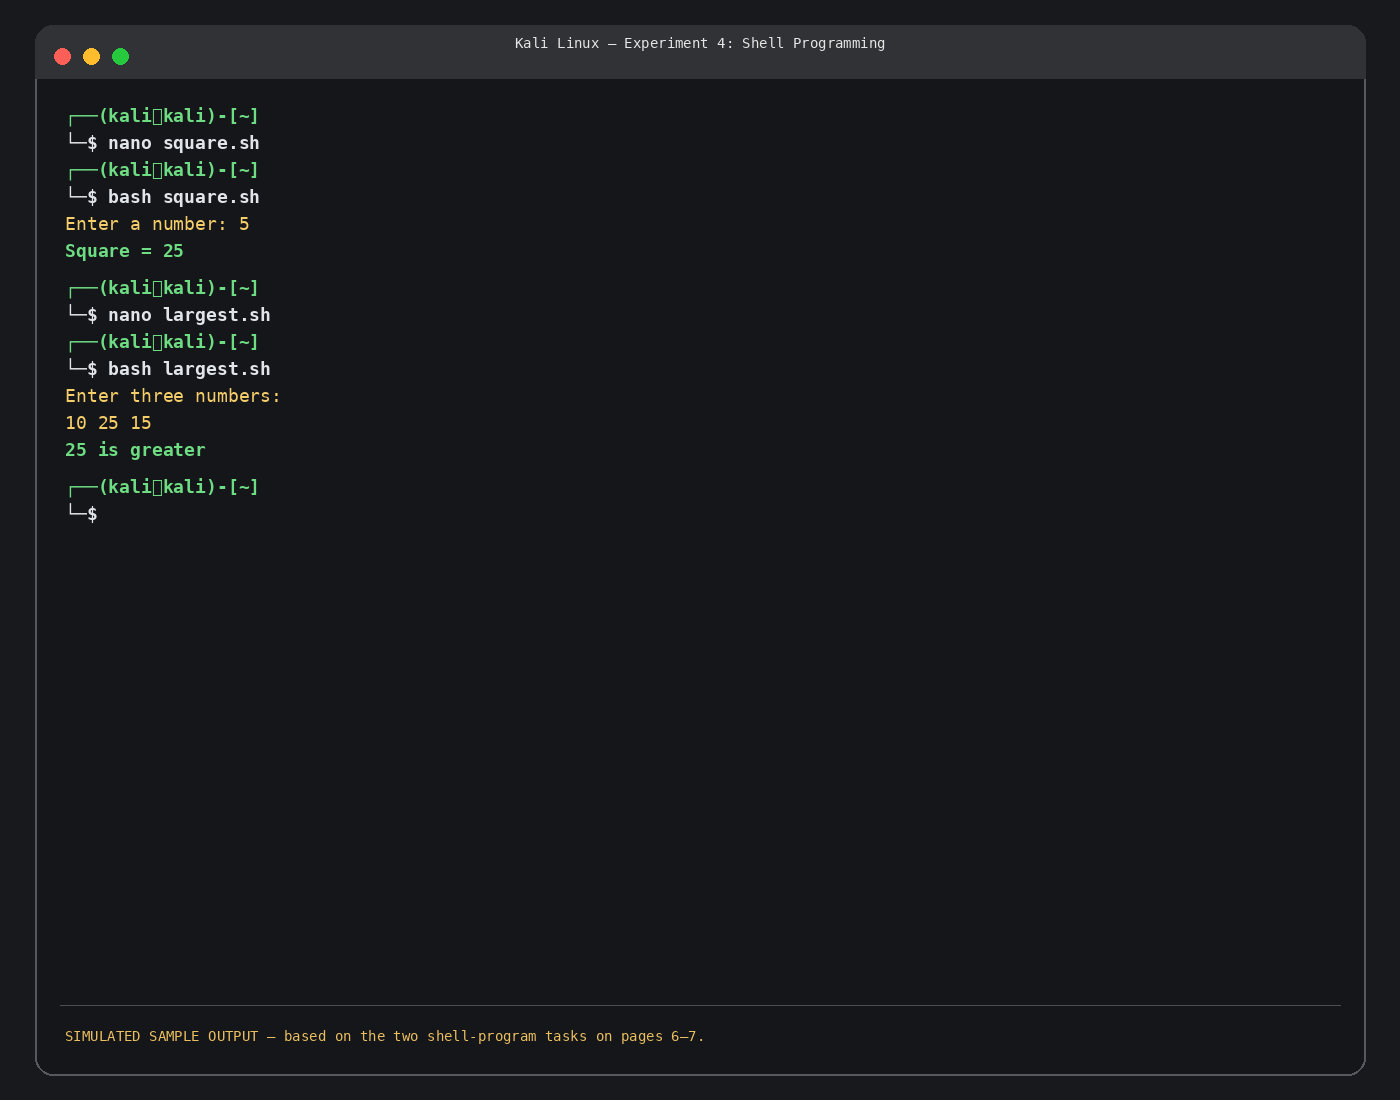 Kali Linux — Experiment 4: Shell Programming
┌──(kali▯kali)-[~]
└─$ nano square.sh
┌──(kali▯kali)-[~]
└─$ bash square.sh
Enter a number: 5
Square = 25
┌──(kali▯kali)-[~]
└─$ nano largest.sh
┌──(kali▯kali)-[~]
└─$ bash largest.sh
Enter three numbers:
10 25 15
25 is greater
┌──(kali▯kali)-[~]
└─$
SIMULATED SAMPLE OUTPUT — based on the two shell-program tasks on pages 6–7.